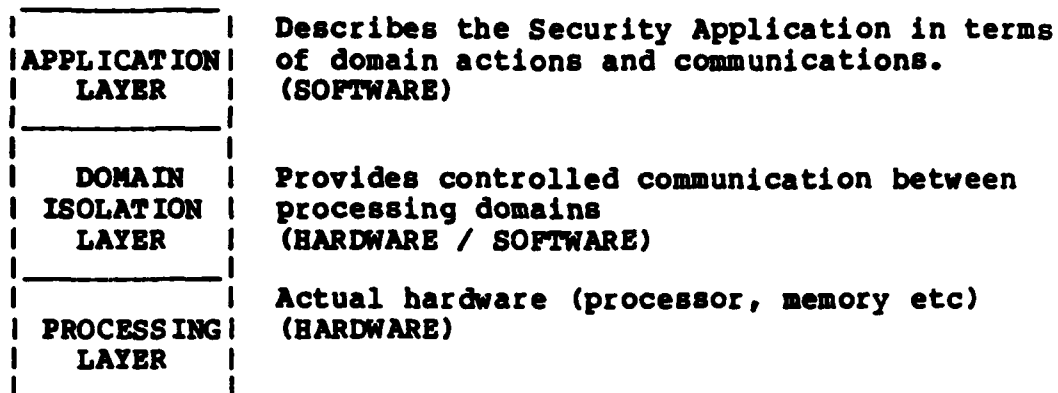 APPLICATION LAYER
Describes the Security Application in terms
of domain actions and communications.
(SOFTWARE)
DOMAIN ISOLATION LAYER
Provides controlled communication between
processing domains
(HARDWARE / SOFTWARE)
PROCESSING LAYER
Actual hardware (processor, memory etc)
(HARDWARE)